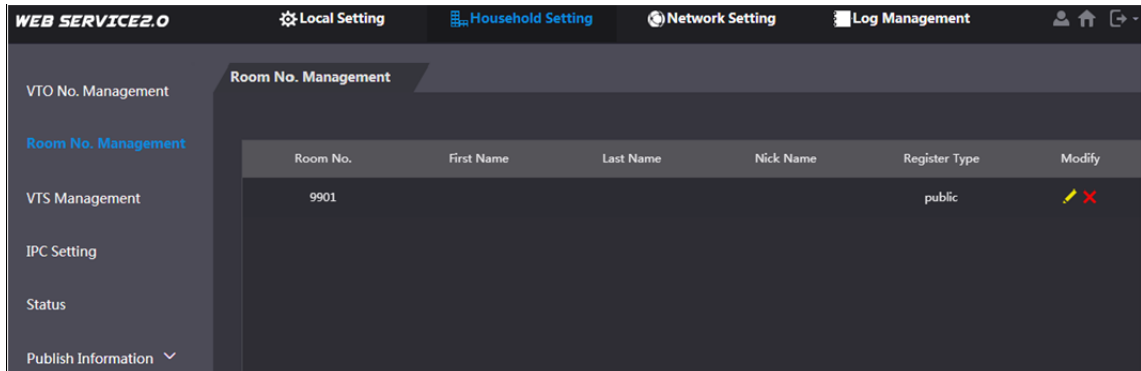 WEB SERVICE2.0 Local Setting Household Setting Network Setting Log Management
VTO No. Management
Room No. Management
VTS Management
IPC Setting
Status
Publish Information
Room No. Management
Room No. First Name Last Name Nick Name Register Type Modify
9901 public